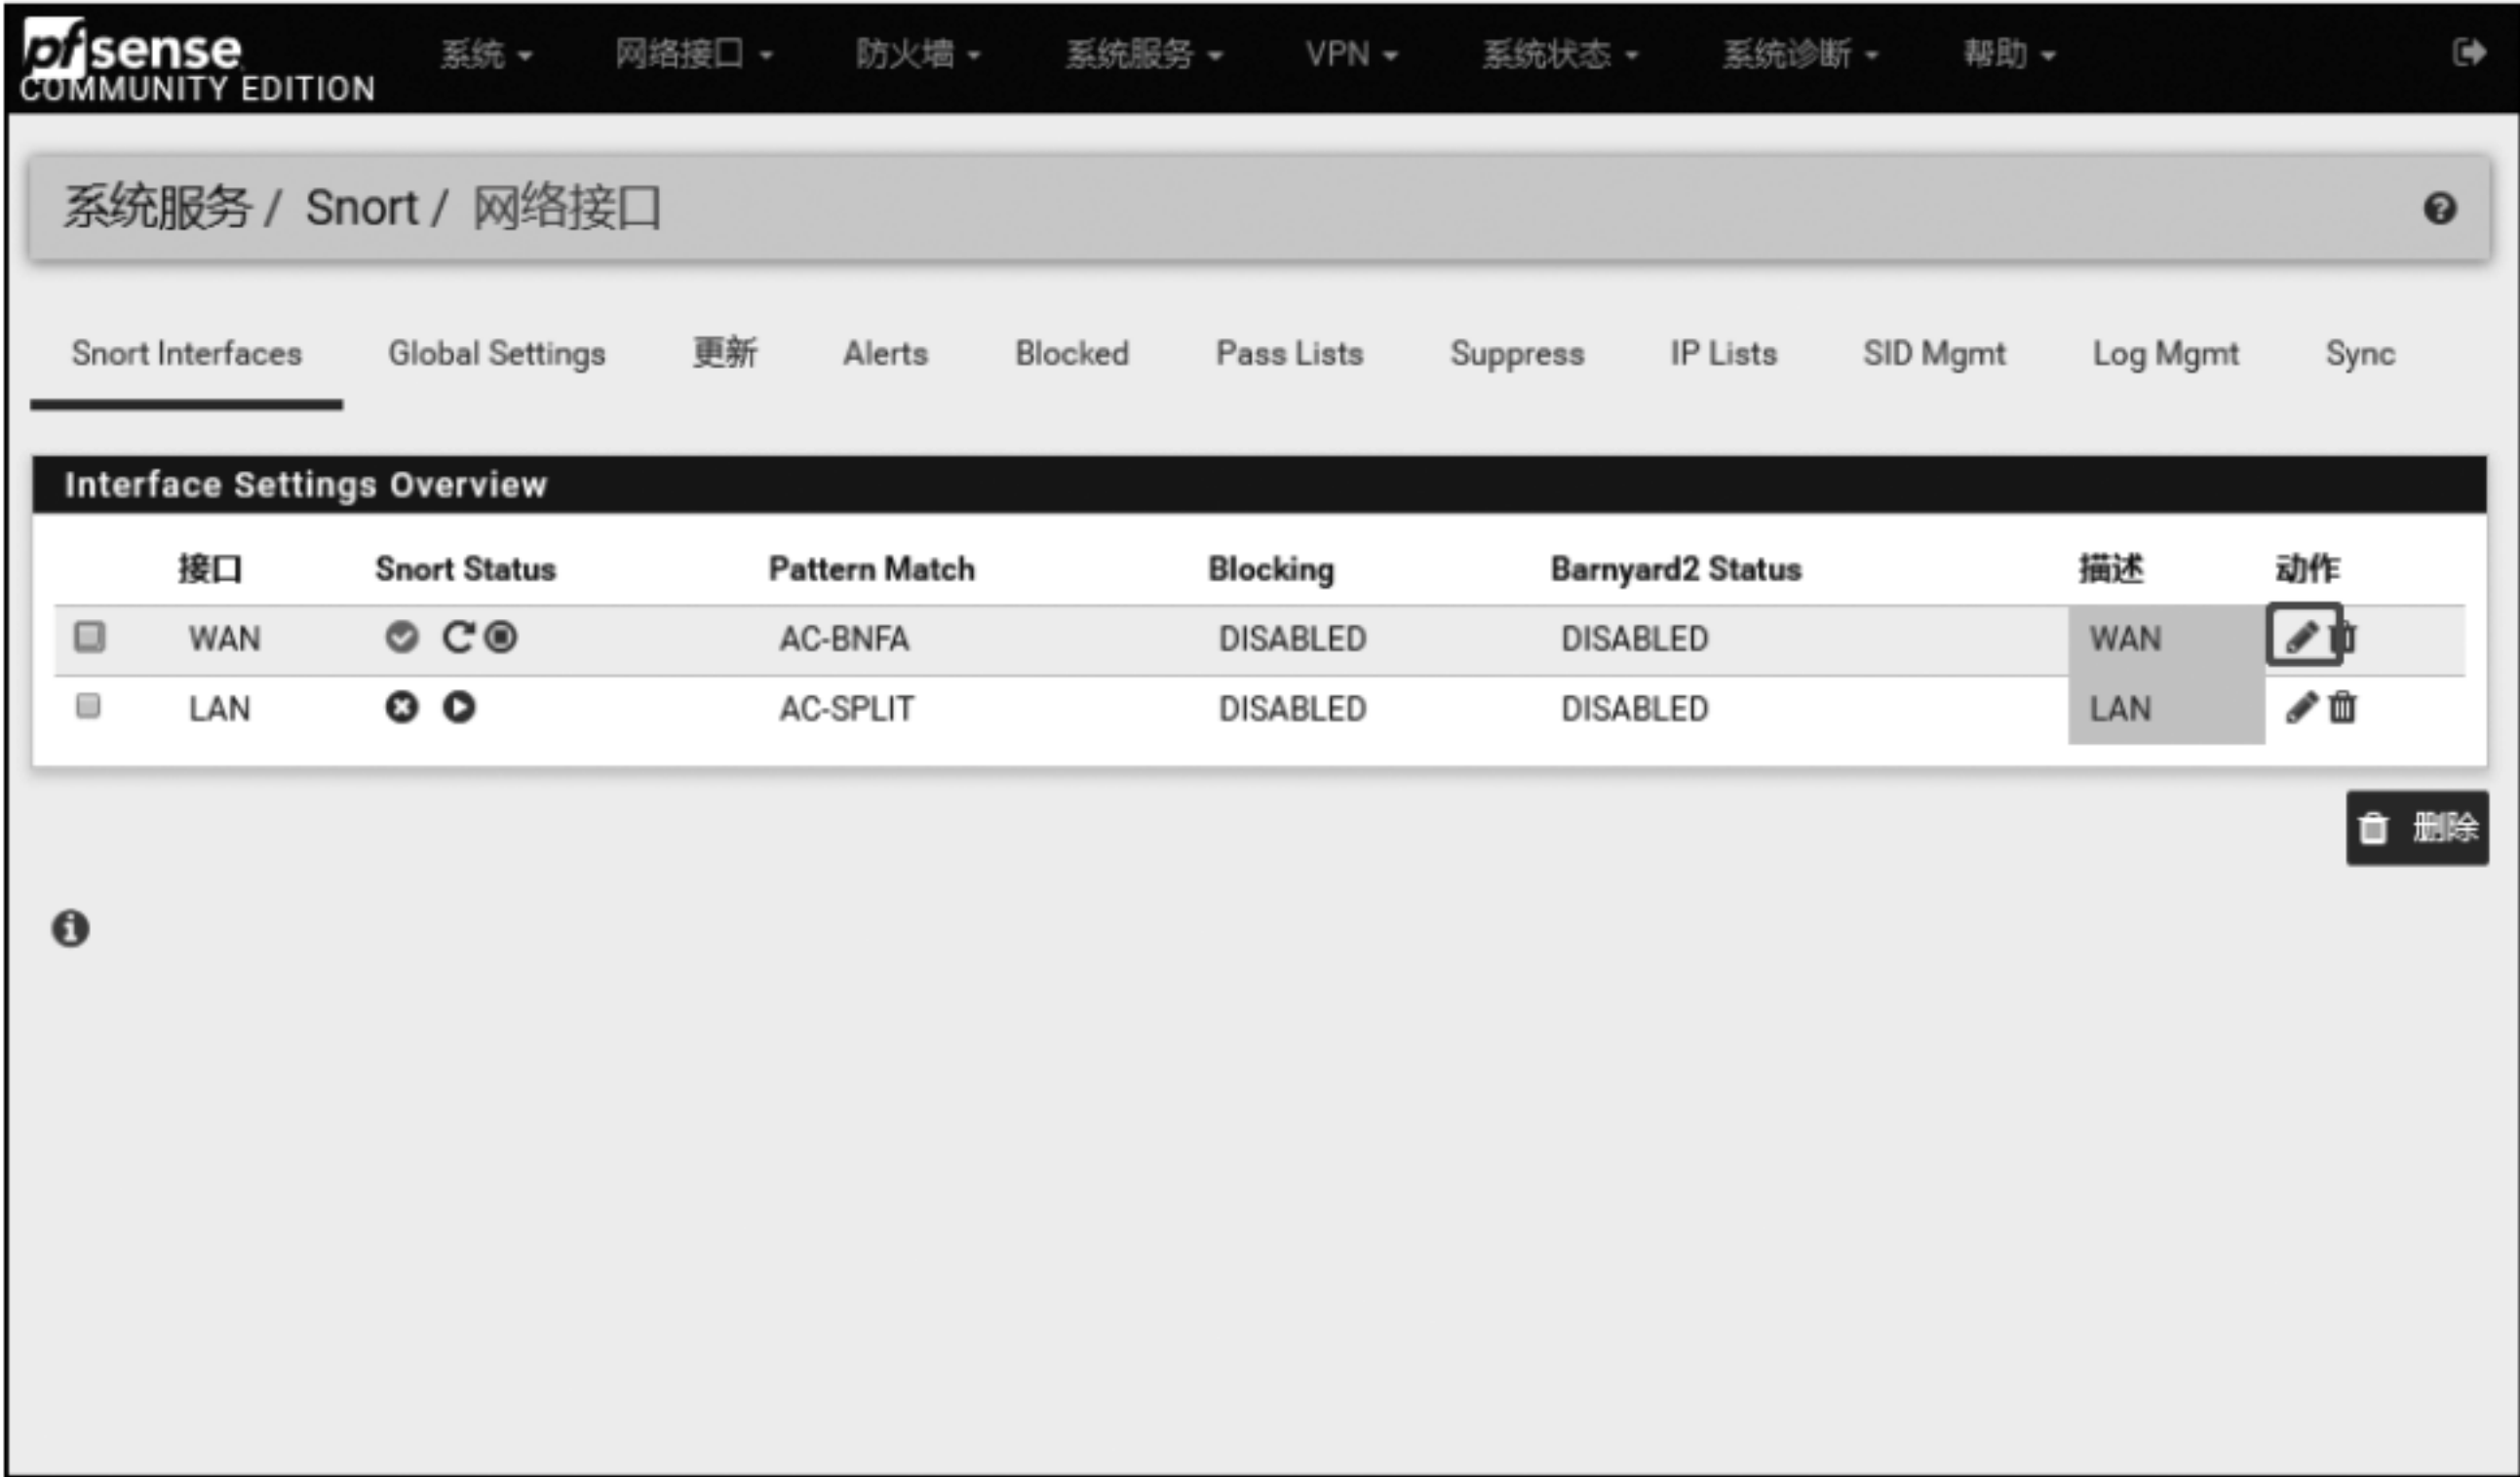 pfsense
COMMUNITY EDITION
系统 网络接口 防火墙 系统服务 VPN 系统状态 系统诊断 帮助
系统服务 / Snort / 网络接口
Snort Interfaces Global Settings 更新 Alerts Blocked Pass Lists Suppress IP Lists SID Mgmt Log Mgmt Sync
Interface Settings Overview
接口 Snort Status Pattern Match Blocking Barnyard2 Status 描述 动作
WAN AC-BNFA DISABLED DISABLED WAN
LAN AC-SPLIT DISABLED DISABLED LAN
删除